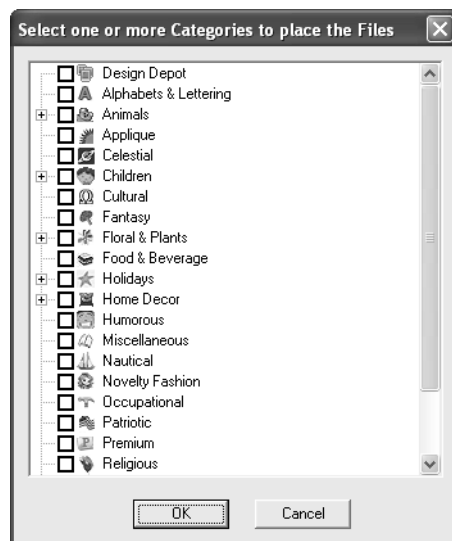 Select one or more Categories to place the Files
Design Depot
Alphabets & Lettering
Animals
Applique
Celestial
Children
Cultural
Fantasy
Floral & Plants
Food & Beverage
Holidays
Home Decor
Humorous
Miscellaneous
Nautical
Novelty Fashion
Occupational
Patriotic
Premium
Religious
OK
Cancel